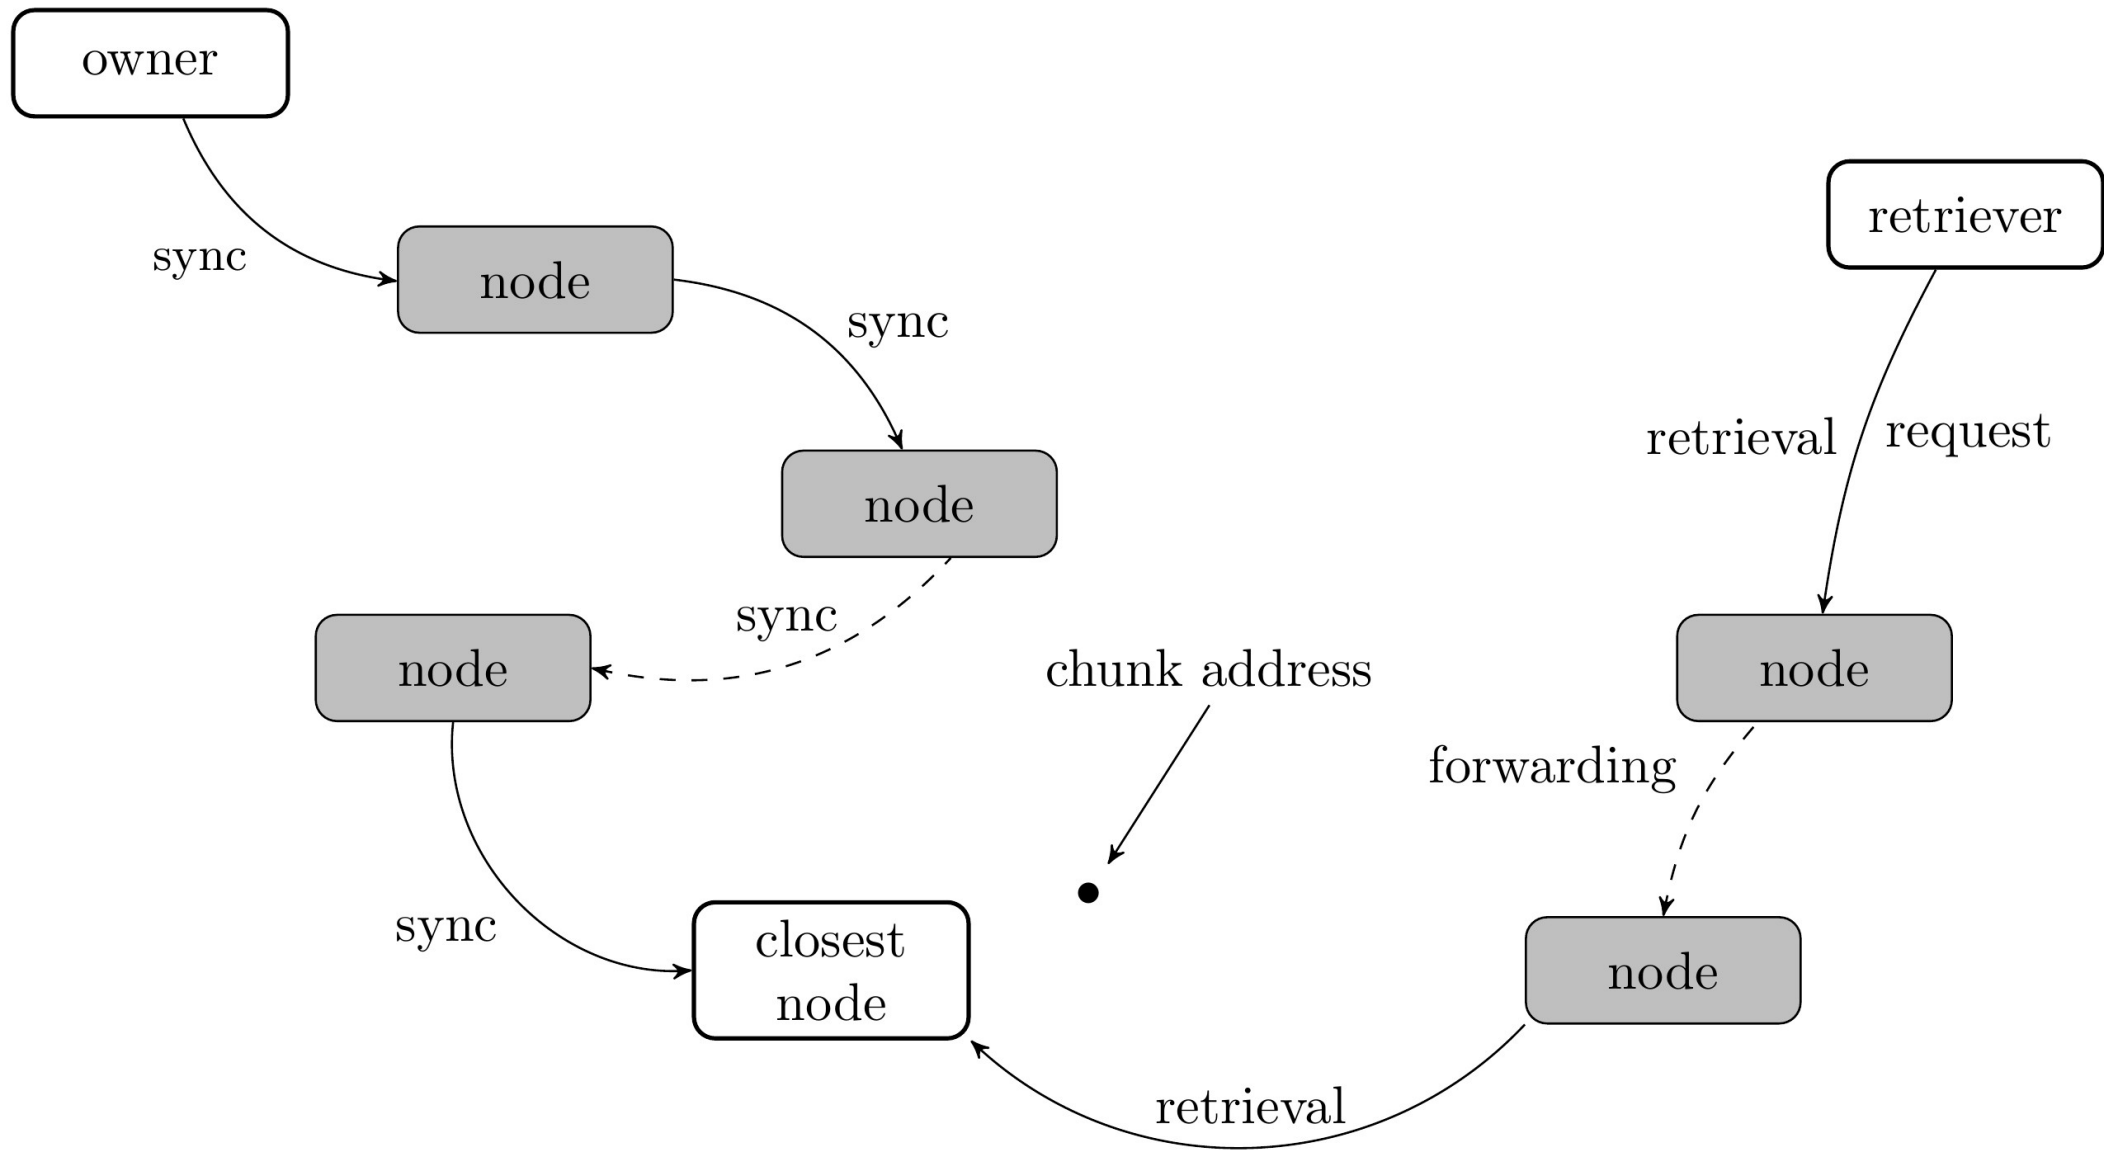 owner
retriever
sync
node
sync
retrieval
request
node
sync
node
chunk address
node
forwarding
sync
closest
node
node
retrieval